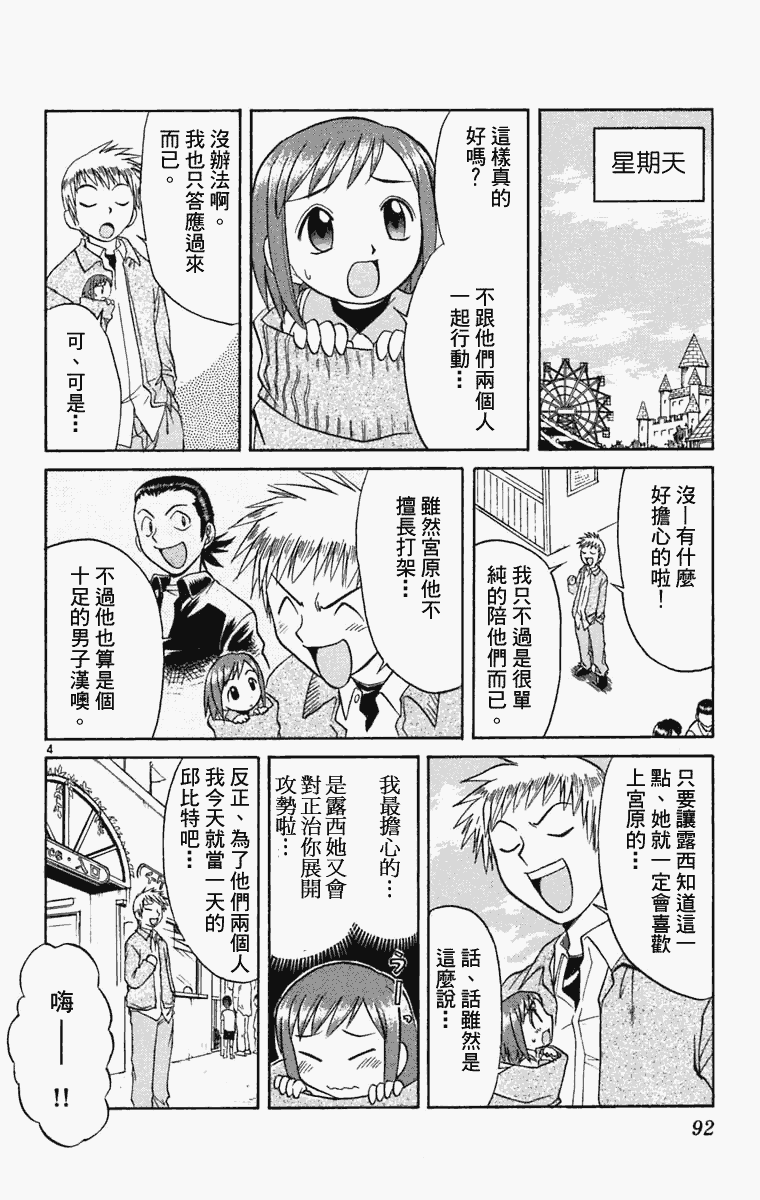 星期天
這樣真的
好嗎？
不跟他們兩個人
一起行動…
沒辦法啊。
我也只答應過來
而已。
可、可是…
沒—有什麼
好擔心的啦！
我只不過是很單
純的陪他們而已。
雖然宮原他不
擅長打架…
不過他也算是個
十足的男子漢噢。
4
只要讓露西知道這一
點、她就一定會喜歡
上宮原的…
話、話雖然是
這麼說…
我最擔心的…
是露西她又會
對正治你展開
攻勢啦…
うーっ
反正、為了他們兩個人
我今天就當一天的
邱比特吧…
嗨——!!
92